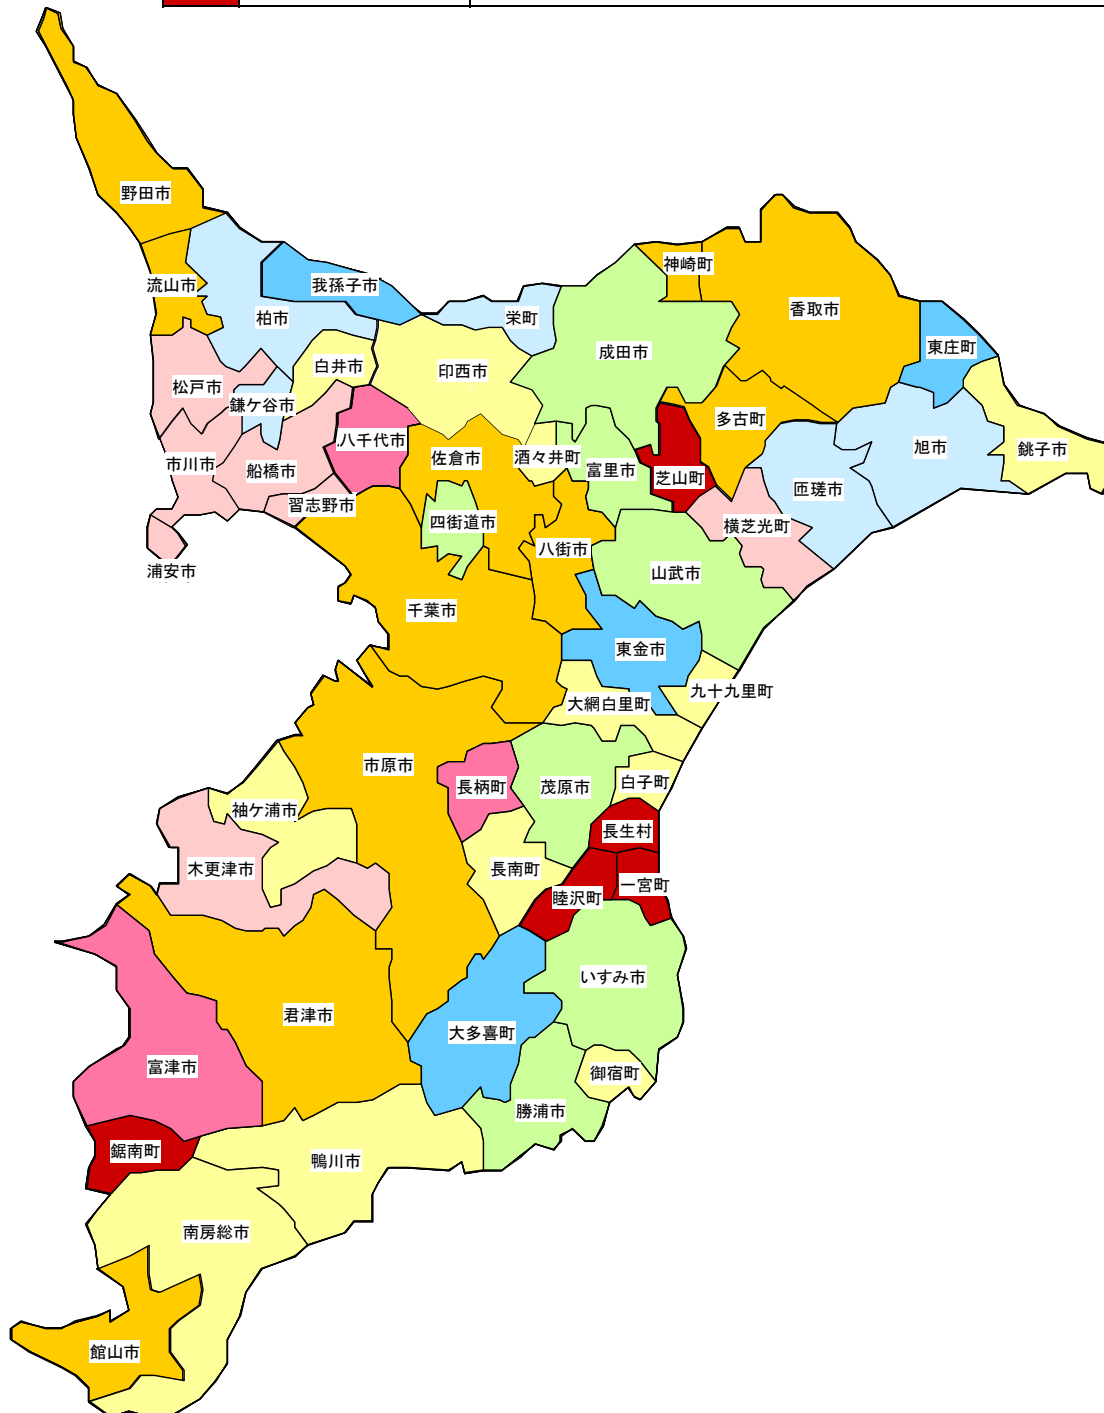 野田市
流山市
神崎町
我孫子市
香取市
柏市
栄町
東庄町
成田市
白井市
印西市
松戸市
鎌ケ谷市
多古町
八千代市
旭市
銚子市
佐倉市
酒々井町
市川市
船橋市
富里市
芝山町
匝瑳市
習志野市
四街道市
横芝光町
八街市
浦安市
山武市
千葉市
東金市
九十九里町
大網白里町
市原市
長柄町
茂原市
白子町
袖ケ浦市
長生村
木更津市
長南町
一宮町
睦沢町
いすみ市
君津市
大多喜町
富津市
御宿町
勝浦市
鋸南町
鴨川市
南房総市
館山市